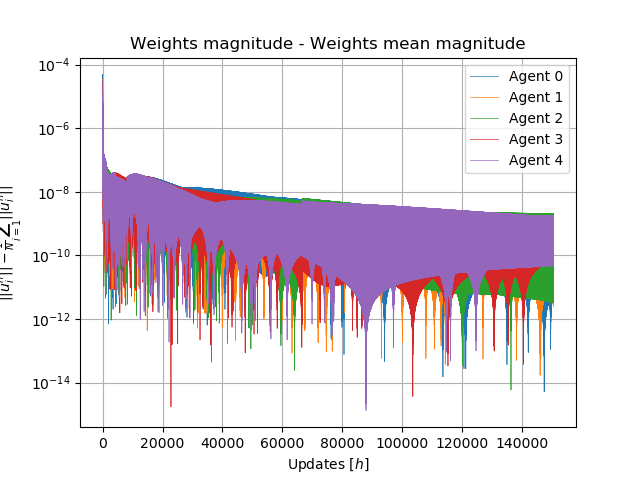 Weights magnitude - Weights mean magnitude
10⁻⁴
10⁻⁶
10⁻⁸
10⁻¹⁰
10⁻¹²
10⁻¹⁴
Agent 0
Agent 1
Agent 2
Agent 3
Agent 4
0 20000 40000 60000 80000 100000 120000 140000
Updates [h]